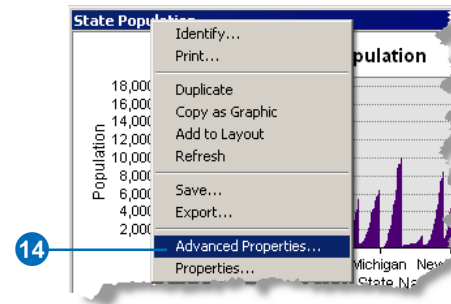 State Population
Identify...
Print...
pulation
Duplicate
Copy as Graphic
Add to Layout
Refresh
Save...
Export...
Advanced Properties...
Properties...
Population
18,000
16,000
14,000
12,000
10,000
8,000
6,000
4,000
2,000
14
Michigan New
State Na